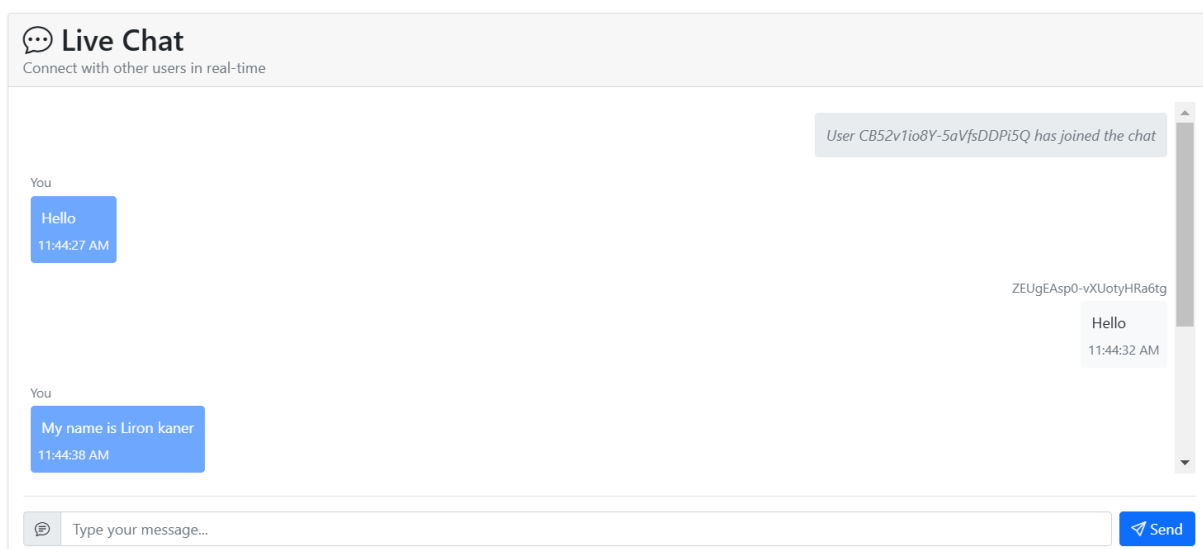 Live Chat
Connect with other users in real-time
User CB52v1io8Y-5aVfsDDPi5Q has joined the chat
You
Hello
11:44:27 AM
ZEUgEAsp0-vXUotyHRa6tg
Hello
11:44:32 AM
You
My name is Liron kaner
11:44:38 AM
Type your message...
Send